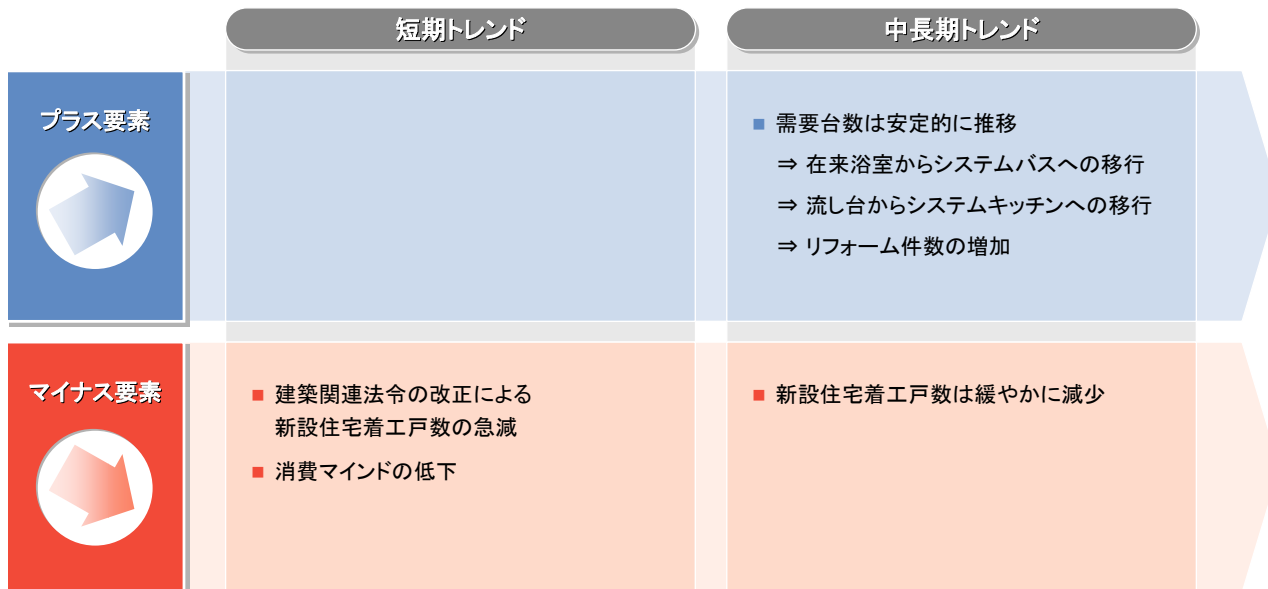 短期トレンド
中長期トレンド
プラス要素
■ 需要台数は安定的に推移
⇒ 在来浴室からシステムバスへの移行
⇒ 流し台からシステムキッチンへの移行
⇒ リフォーム件数の増加
マイナス要素
■ 建築関連法令の改正による
新設住宅着工戸数の急減
■ 消費マインドの低下
■ 新設住宅着工戸数は緩やかに減少